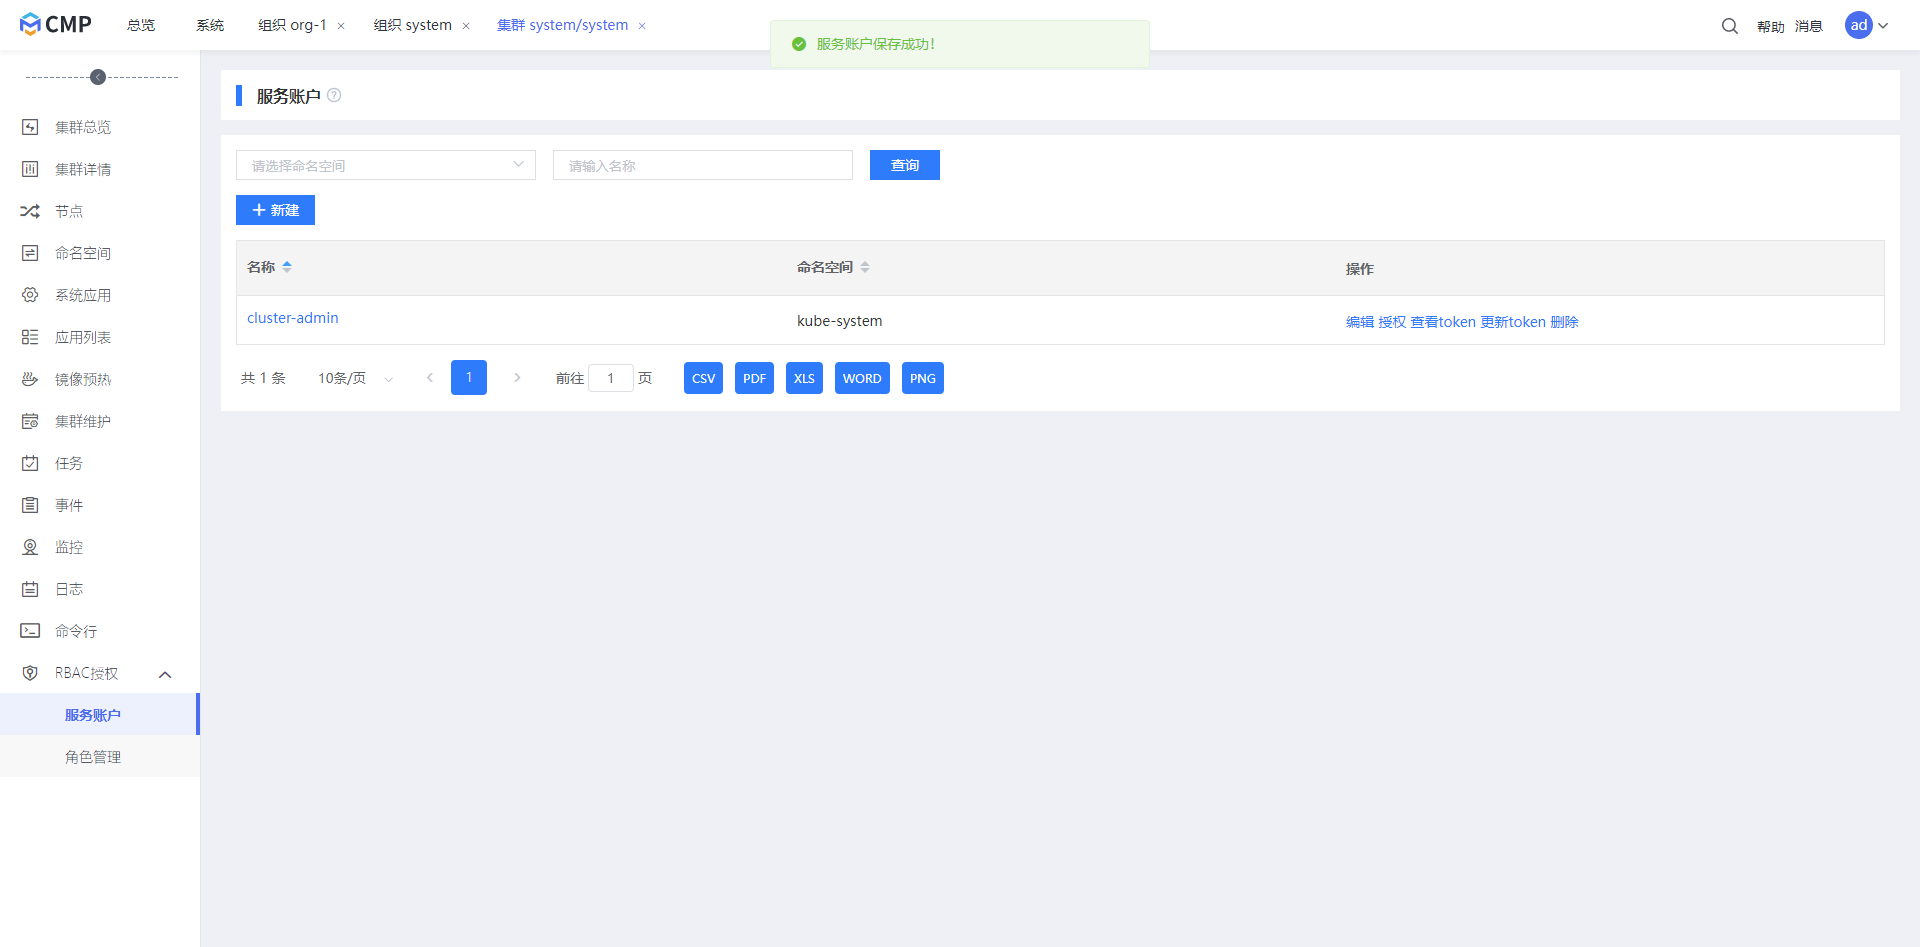 CMP 总览 系统 组织 org-1 × 组织 system × 集群 system/system × 帮助 消息 ad
服务账户保存成功！
集群总览
集群详情
节点
命名空间
系统应用
应用列表
镜像预热
集群维护
任务
事件
监控
日志
命令行
RBAC授权
服务账户
角色管理
服务账户 ?
请选择命名空间 请输入名称 查询
+ 新建
名称 命名空间 操作
cluster-admin kube-system 编辑 授权 查看token 更新token 删除
共 1 条 10条/页 1 前往 1 页 CSV PDF XLS WORD PNG